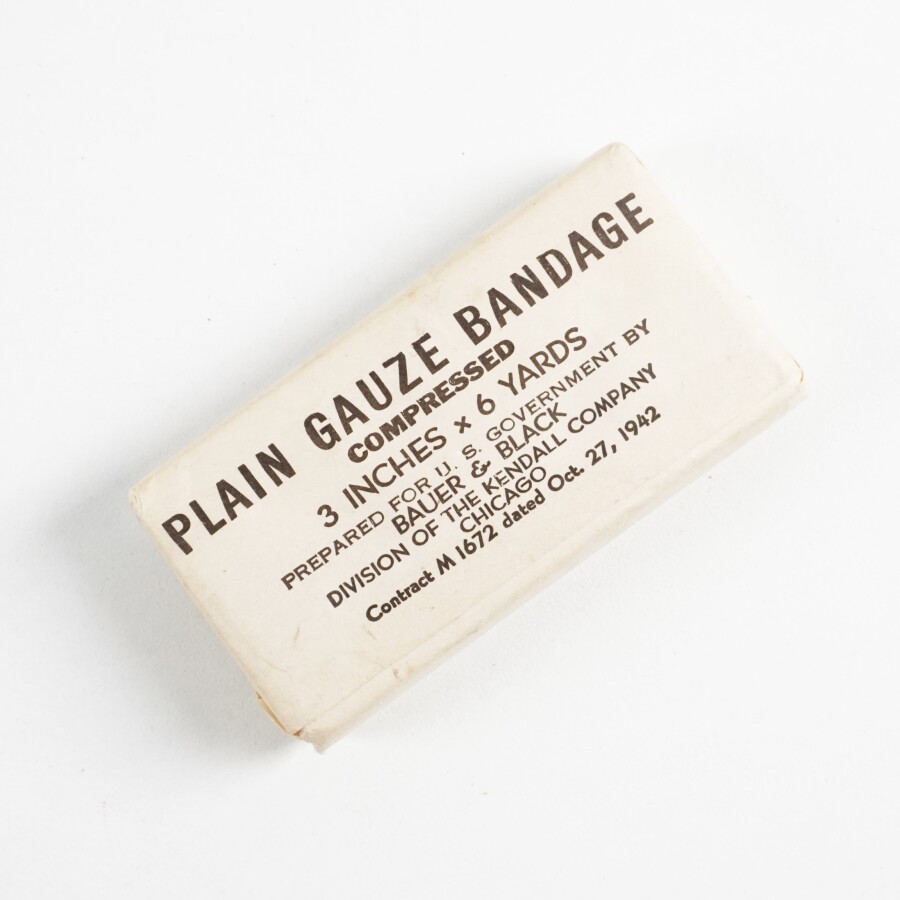 PLAIN GAUZE BANDAGE
COMPRESSED
3 INCHES × 6 YARDS
PREPARED FOR U. S. GOVERNMENT BY
BAUER & BLACK
DIVISION OF THE KENDALL COMPANY
CHICAGO
Contract M 1672 dated Oct. 27, 1942